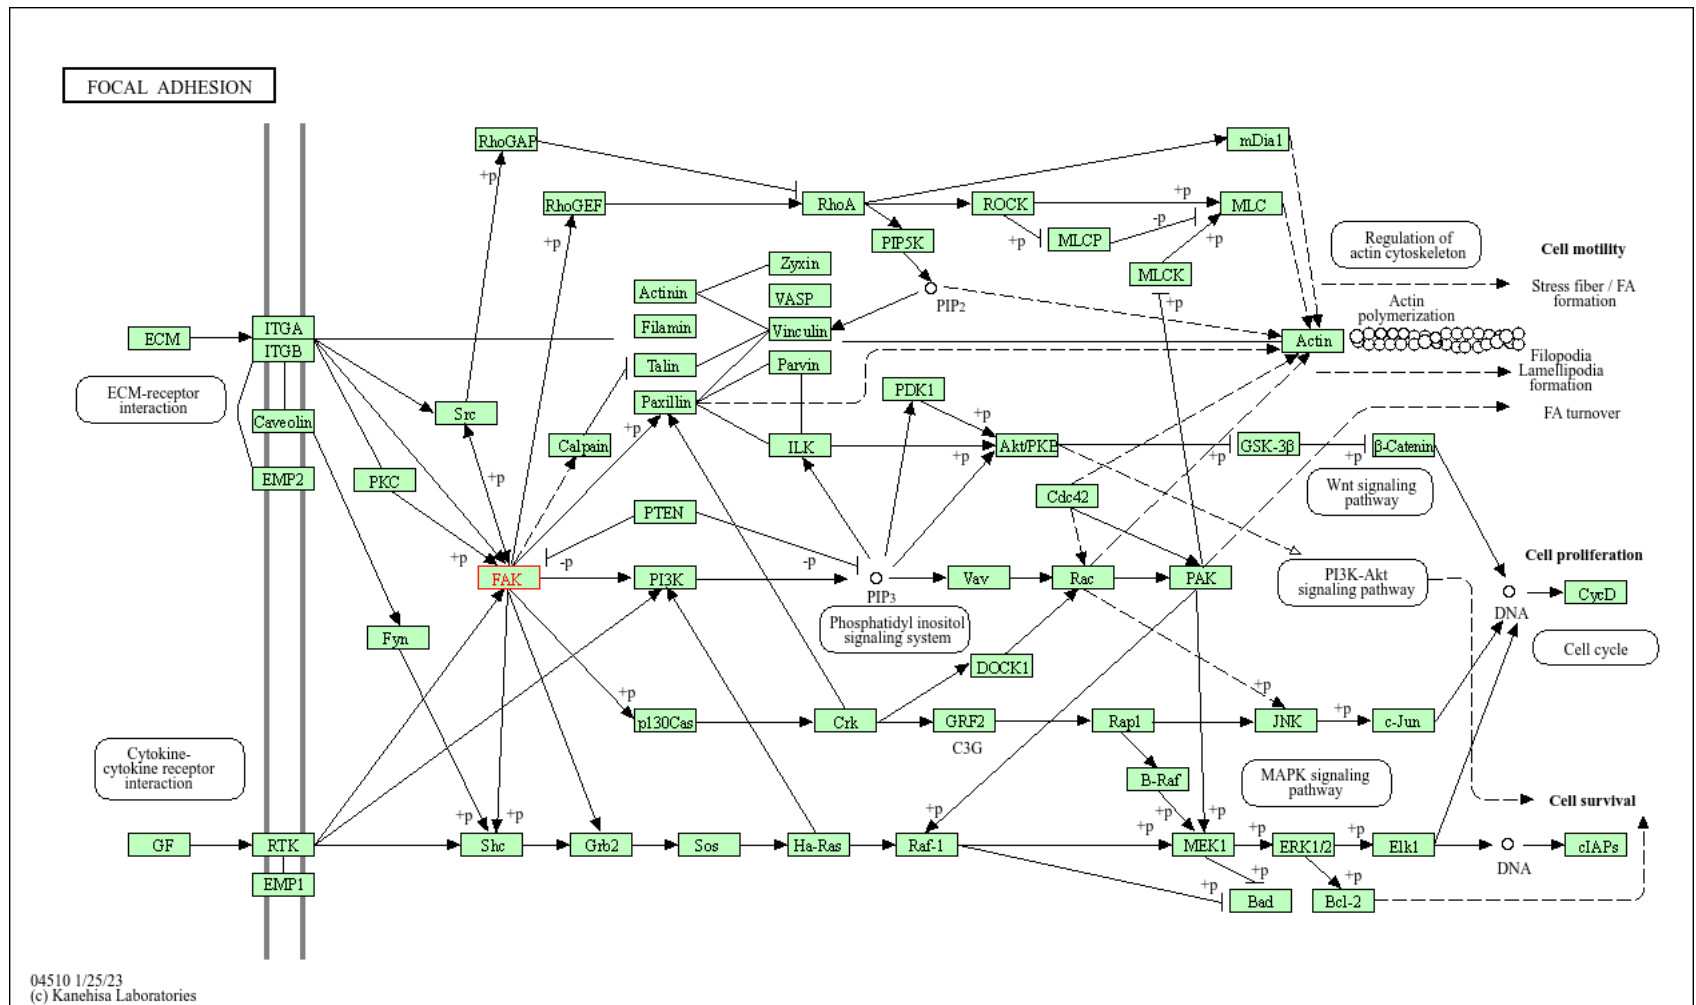 FOCAL ADHESION
RhoGAP
mDia1
+p
RhoGEF
RhoA
ROCK
+p
MLC
+p
PIP5K
+p
MLCP
-p
+p
Regulation of
actin cytoskeleton
Cell motility
Zyxin
MLCK
Actinin
VASP
PIP2
+p
Stress fiber / FA
formation
Actin
polymerization
ECM
ITGA
ITGB
Filamin
Vinculin
Actin
Talin
Parvin
Filopodia
Lamellipodia
formation
ECM-receptor
interaction
Caveolin
Src
Paxillin
PDK1
FA turnover
+p
+p
Calpain
ILK
Akt/PKB
GSK-3β
β-Catenin
+p
+p
+p
EMP2
PKC
+p
Cdc42
Wnt signaling
pathway
PTEN
+p
-p
-p
Cell proliferation
FAK
PI3K
PIP3
Vav
Rac
PAK
PI3K-Akt
signaling pathway
DNA
CycD
Phosphatidyl inositol
signaling system
Fyn
Cell cycle
DOCK1
+p
+p
p130Cas
Crk
GRF2
C3G
Rap1
JNK
+p
c-Jun
Cytokine-
cytokine receptor
interaction
B-Raf
MAPK signaling
pathway
Cell survival
+p
+p
+p
+p
+p
+p
+p
+p
GF
RTK
Shc
Grb2
Sos
Ha-Ras
Raf-1
MEK1
ERK1/2
Elk1
DNA
cIAPs
EMP1
+p
+p
+p
Bad
Bcl-2
04510 1/25/23
(c) Kanehisa Laboratories